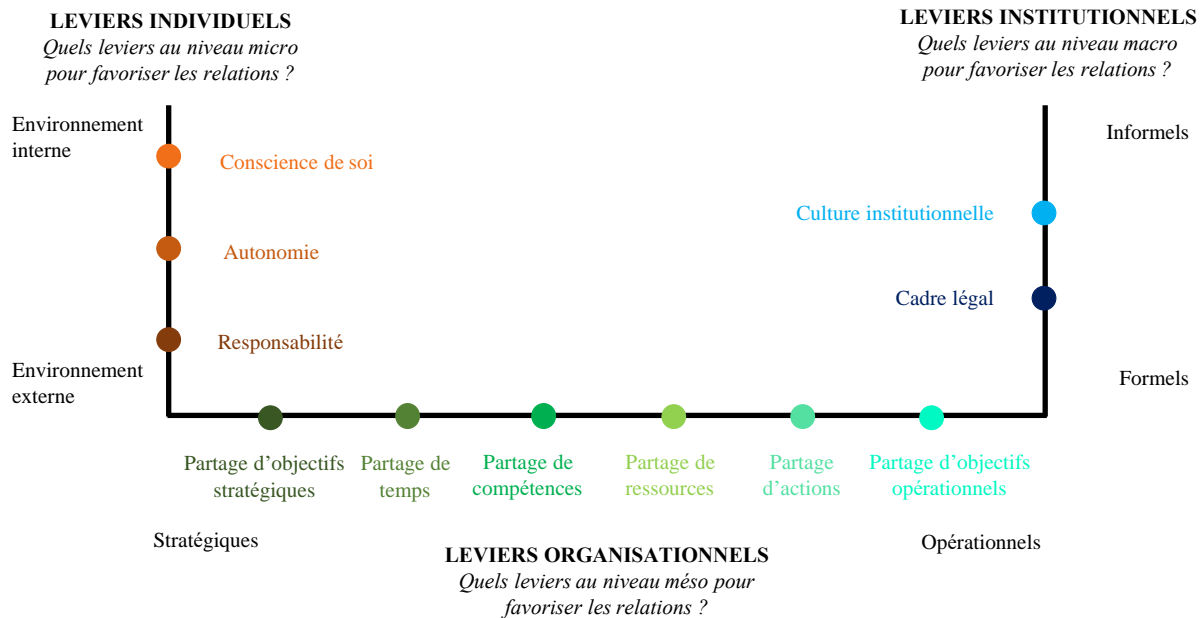 LEVIERS INDIVIDUELS
Quels leviers au niveau micro
pour favoriser les relations ?
LEVIERS INSTITUTIONNELS
Quels leviers au niveau macro
pour favoriser les relations ?
Environnement
interne
Conscience de soi
Autonomie
Responsabilité
Environnement
externe
Informels
Culture institutionnelle
Cadre légal
Formels
Partage d’objectifs
stratégiques
Partage de
temps
Partage de
compétences
Partage de
ressources
Partage
d’actions
Partage d’objectifs
opérationnels
Stratégiques
Opérationnels
LEVIERS ORGANISATIONNELS
Quels leviers au niveau méso pour
favoriser les relations ?